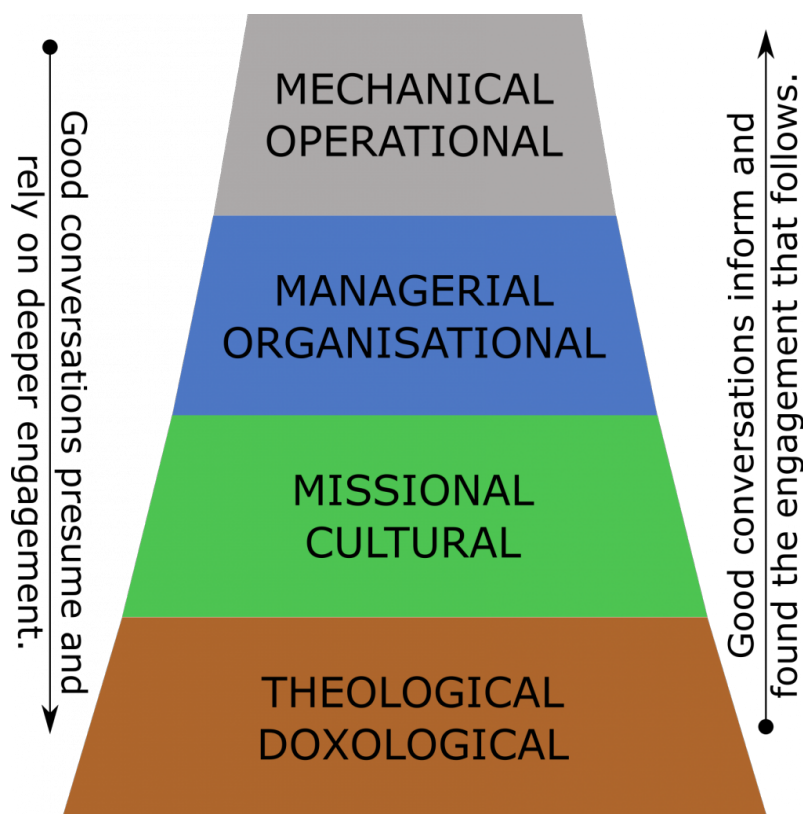 MECHANICAL
OPERATIONAL
MANAGERIAL
ORGANISATIONAL
MISSIONAL
CULTURAL
THEOLOGICAL
DOXOLOGICAL
Good conversations presume and
rely on deeper engagement.
Good conversations inform and
found the engagement that follows.